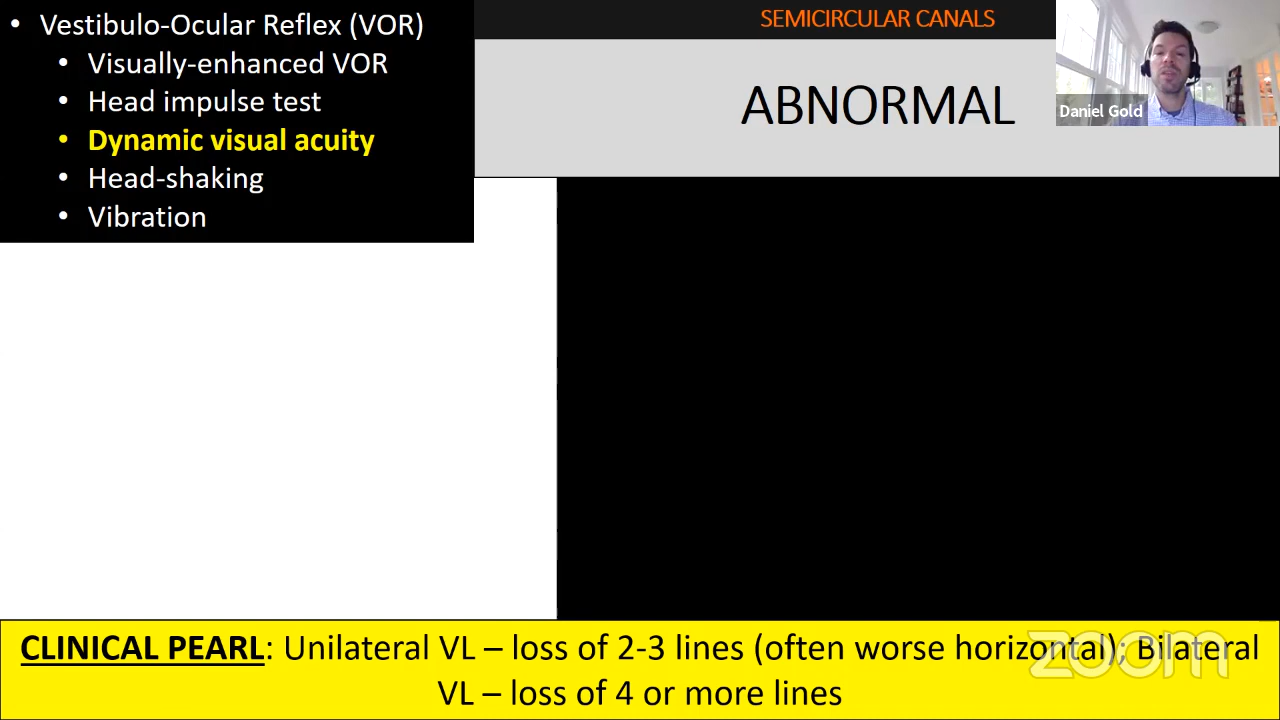 • Vestibulo-Ocular Reflex (VOR)
• Visually-enhanced VOR
• Head impulse test
• Dynamic visual acuity
• Head-shaking
• Vibration
SEMICIRCULAR CANALS
ABNORMAL
Daniel Gold
CLINICAL PEARL: Unilateral VL – loss of 2-3 lines (often worse horizontal); Bilateral
VL – loss of 4 or more lines
zoom